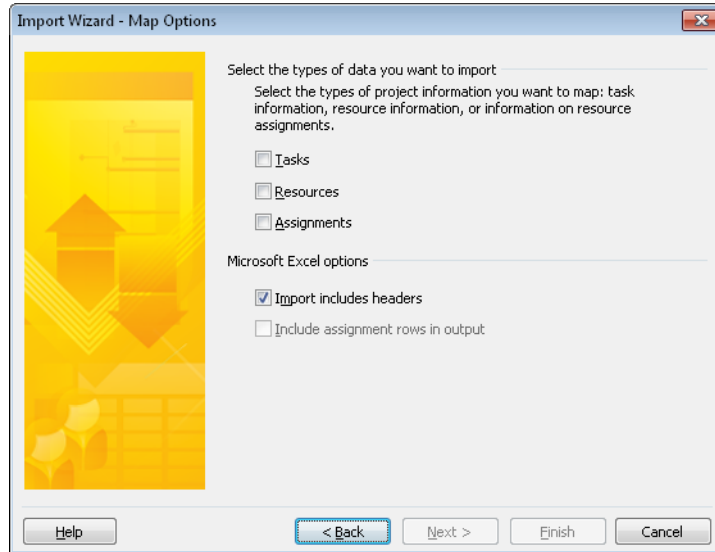 Import Wizard - Map Options
Select the types of data you want to import
Select the types of project information you want to map: task
information, resource information, or information on resource
assignments.
Tasks
Resources
Assignments
Microsoft Excel options
Import includes headers
Include assignment rows in output
Help
< Back
Next >
Finish
Cancel